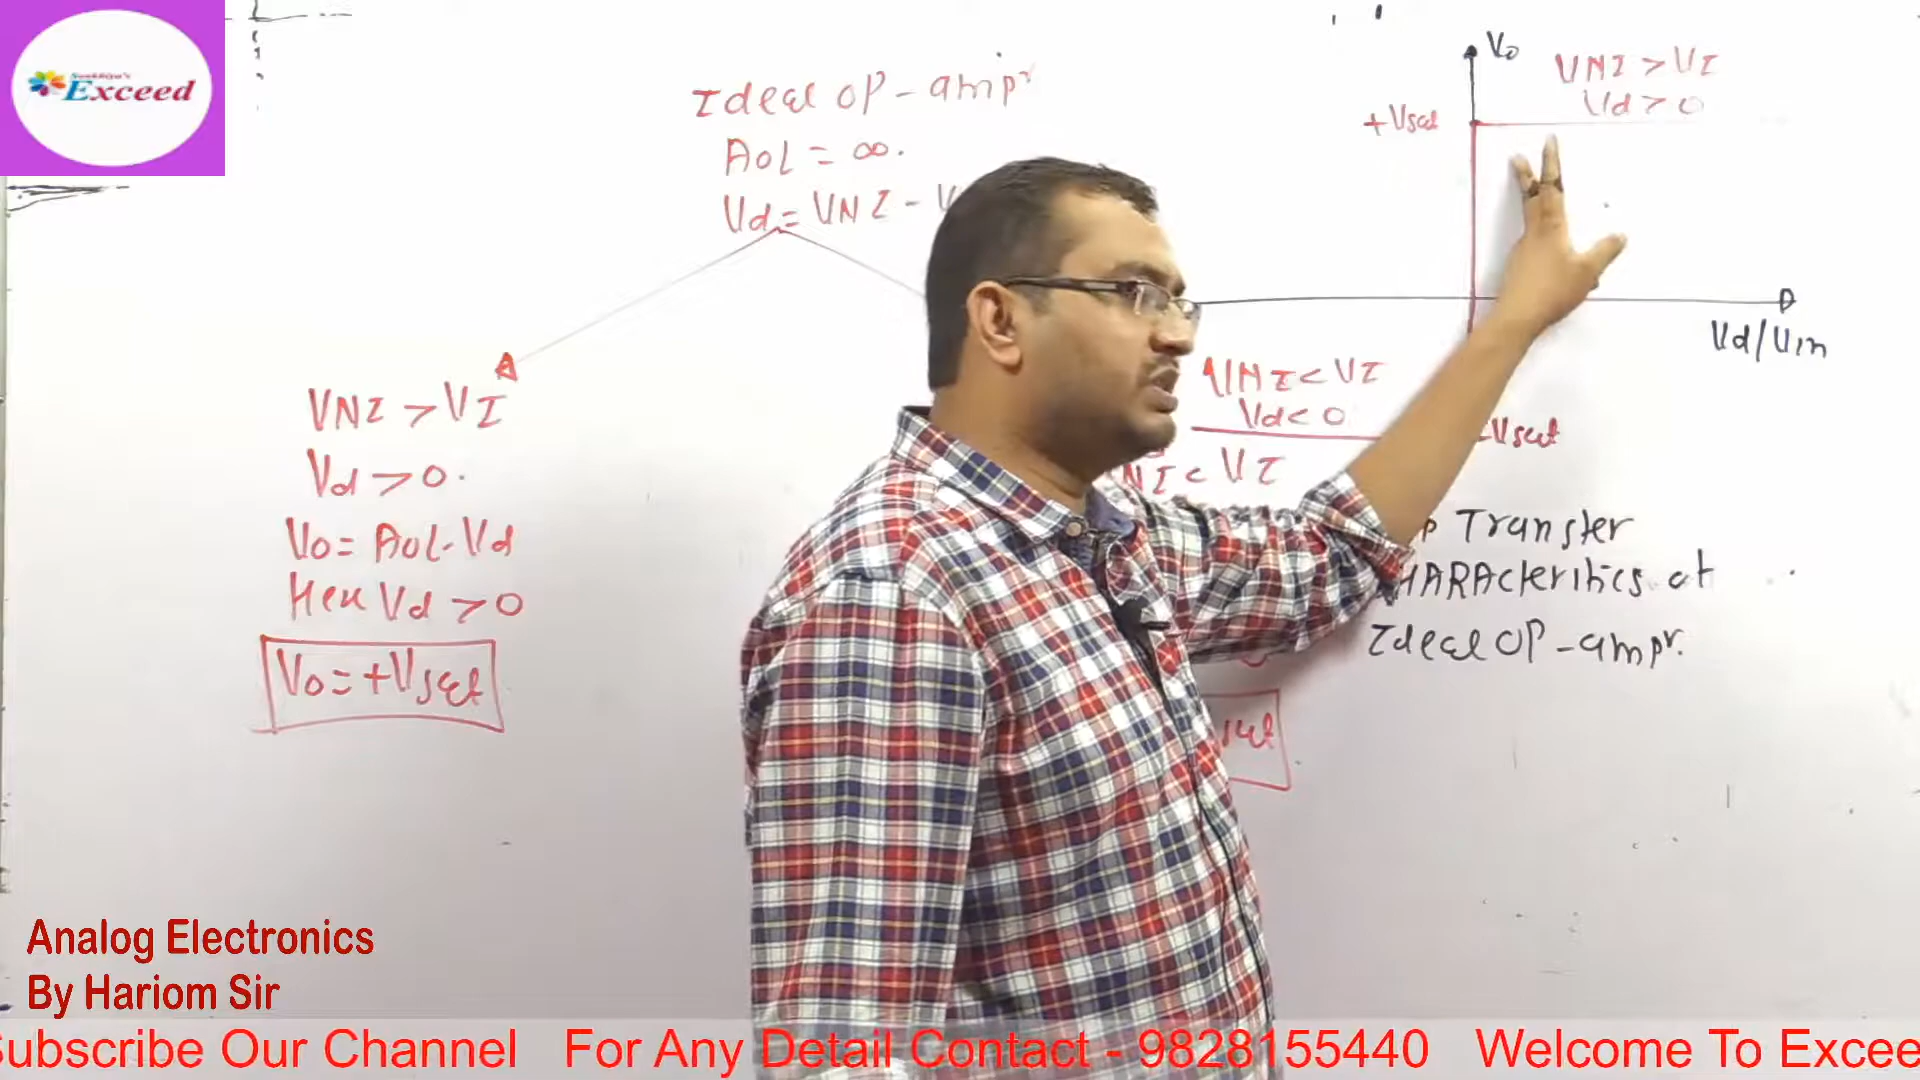 Exceed
Ideal OP-ampr
AOL = ∞.
Vd = VNI - V
VNI > VI
Vd > 0.
Vo = AOL.Vd
Vd > 0
Vo = +Vsat
Vo
VNI > VI
Vd > 0
+Vsat
Vd/Vin
VNI < VI
Vd < 0
-Vsat
NI < VI
Transfer
CHARActeritics of
Ideal OP-ampr.
sat
Analog Electronics
By Hariom Sir
Subscribe Our Channel For Any Detail Contact - 9828155440 Welcome To Excee